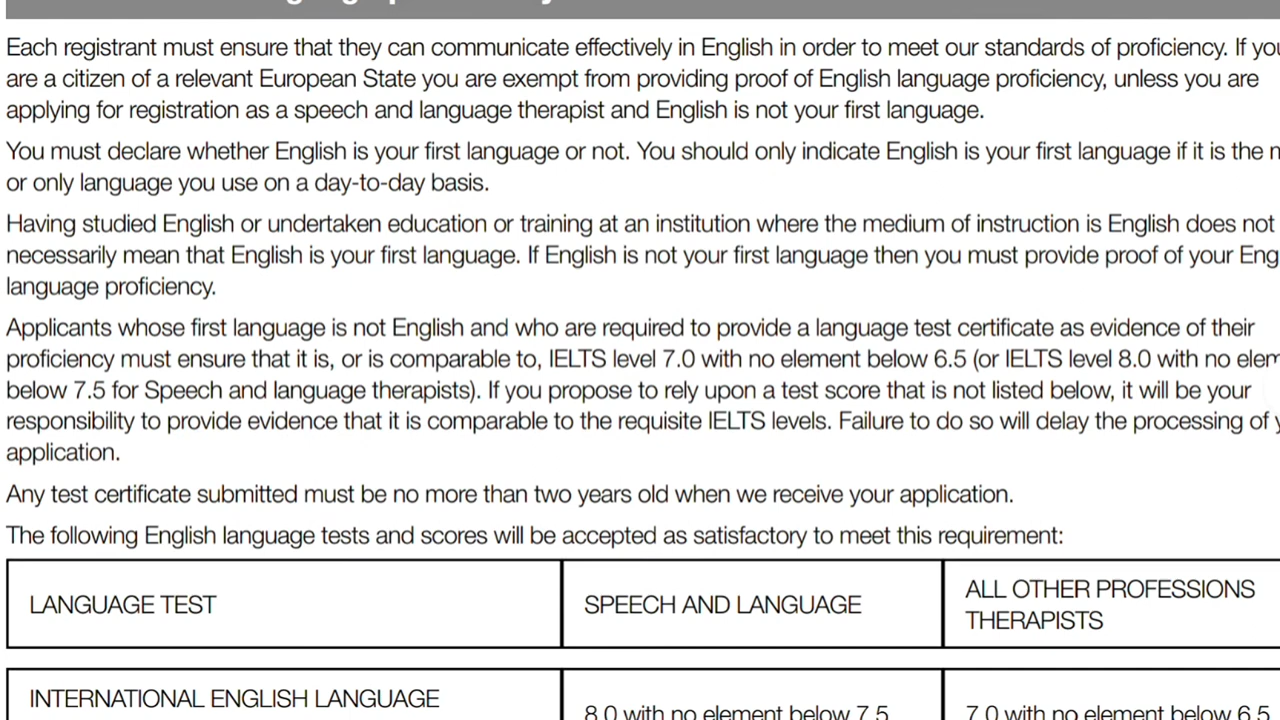 Each registrant must ensure that they can communicate effectively in English in order to meet our standards of proficiency. If you
are a citizen of a relevant European State you are exempt from providing proof of English language proficiency, unless you are
applying for registration as a speech and language therapist and English is not your first language.
You must declare whether English is your first language or not. You should only indicate English is your first language if it is the
or only language you use on a day-to-day basis.
Having studied English or undertaken education or training at an institution where the medium of instruction is English does not
necessarily mean that English is your first language. If English is not your first language then you must provide proof of your Eng
language proficiency.
Applicants whose first language is not English and who are required to provide a language test certificate as evidence of their
proficiency must ensure that it is, or is comparable to, IELTS level 7.0 with no element below 6.5 (or IELTS level 8.0 with no elem
below 7.5 for Speech and language therapists). If you propose to rely upon a test score that is not listed below, it will be your
responsibility to provide evidence that it is comparable to the requisite IELTS levels. Failure to do so will delay the processing of
application.
Any test certificate submitted must be no more than two years old when we receive your application.
The following English language tests and scores will be accepted as satisfactory to meet this requirement:
LANGUAGE TEST
SPEECH AND LANGUAGE
ALL OTHER PROFESSIONS
THERAPISTS
INTERNATIONAL ENGLISH LANGUAGE
8.0 with no element below 7.5
7.0 with no element below 6.5